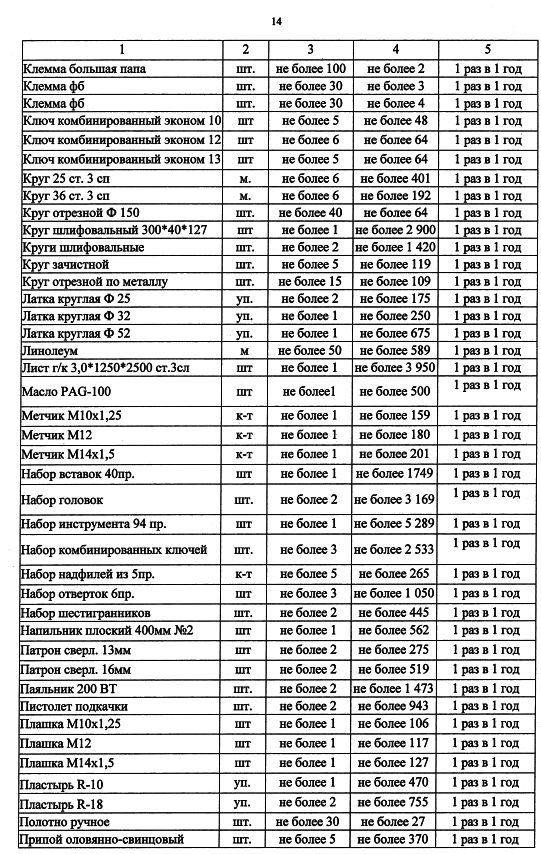 14
1 2 3 4 5
Клемма большая папа шт. не более 100 не более 2 1 раз в 1 год
Клемма фб шт. не более 30 не более 3 1 раз в 1 год
Клемма фб шт. не более 30 не более 4 1 раз в 1 год
Ключ комбинированный эконом 10 шт не более 5 не более 48 1 раз в 1 год
Ключ комбинированный эконом 12 шт не более 6 не более 64 1 раз в 1 год
Ключ комбинированный эконом 13 шт не более 5 не более 64 1 раз в 1 год
Круг 25 ст. 3 сп м. не более 6 не более 401 1 раз в 1 год
Круг 36 ст. 3 сп м. не более 6 не более 192 1 раз в 1 год
Круг отрезной Ф 150 шт. не более 40 не более 64 1 раз в 1 год
Круг шлифовальный 300*40*127 шт не более 1 не более 2 900 1 раз в 1 год
Круги шлифовальные шт. не более 2 не более 1 420 1 раз в 1 год
Круг зачистной шт. не более 5 не более 119 1 раз в 1 год
Круг отрезной по металлу шт. не более 15 не более 109 1 раз в 1 год
Латка круглая Ф 25 уп. не более 2 не более 175 1 раз в 1 год
Латка круглая Ф 32 уп. не более 1 не более 250 1 раз в 1 год
Латка круглая Ф 52 уп. не более 1 не более 675 1 раз в 1 год
Линолеум м не более 50 не более 589 1 раз в 1 год
Лист г/к 3,0*1250*2500 ст.3сл шт не более 1 не более 3 950 1 раз в 1 год
Масло PAG-100 шт не более1 не более 500 1 раз в 1 год
Метчик М10х1,25 к-т не более 1 не более 159 1 раз в 1 год
Метчик М12 к-т не более 1 не более 180 1 раз в 1 год
Метчик М14х1,5 к-т не более 1 не более 201 1 раз в 1 год
Набор вставок 40пр. шт не более 1 не более 1749 1 раз в 1 год
Набор головок шт. не более 2 не более 3 169 1 раз в 1 год
Набор инструмента 94 пр. шт не более 1 не более 5 289 1 раз в 1 год
Набор комбинированных ключей шт. не более 3 не более 2 533 1 раз в 1 год
Набор надфилей из 5пр. к-т не более 5 не более 265 1 раз в 1 год
Набор отверток 6пр. шт не более 3 не более 1 050 1 раз в 1 год
Набор шестигранников шт. не более 2 не более 445 1 раз в 1 год
Напильник плоский 400мм №2 шт не более 1 не более 562 1 раз в 1 год
Патрон сверл. 13мм шт не более 2 не более 275 1 раз в 1 год
Патрон сверл. 16мм шт не более 2 не более 519 1 раз в 1 год
Паяльник 200 ВТ шт. не более 2 не более 1 473 1 раз в 1 год
Пистолет подкачки шт. не более 2 не более 943 1 раз в 1 год
Плашка М10х1,25 шт не более 1 не более 106 1 раз в 1 год
Плашка М12 шт не более 1 не более 117 1 раз в 1 год
Плашка М14х1,5 шт не более 1 не более 127 1 раз в 1 год
Пластырь R-10 уп. не более 1 не более 470 1 раз в 1 год
Пластырь R-18 уп. не более 2 не более 755 1 раз в 1 год
Полотно ручное шт. не более 30 не более 27 1 раз в 1 год
Припой оловянно-свинцовый шт. не более 5 не более 370 1 раз в 1 год